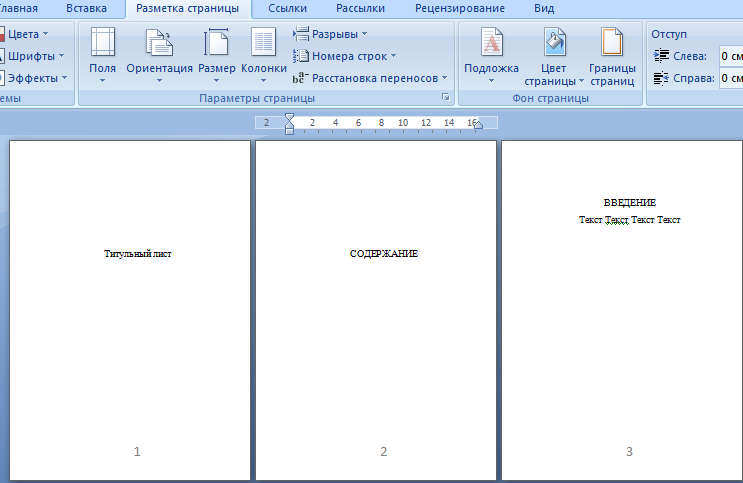 лавная Вставка Разметка страницы Ссылки Рассылки Рецензирование Вид
Цвета
Шрифты
Эффекты
емы
Поля
Ориентация
Размер
Колонки
Разрывы
Номера строк
Расстановка переносов
Параметры страницы
Подложка
Цвет
страницы
Границы
страниц
Фон страницы
Отступ
Слева: 0 см
Справа: 0 см
2 2 4 6 8 10 12 14 16
Титульный лист
1
СОДЕРЖАНИЕ
2
ВВЕДЕНИЕ
Текст Текст Текст Текст
3